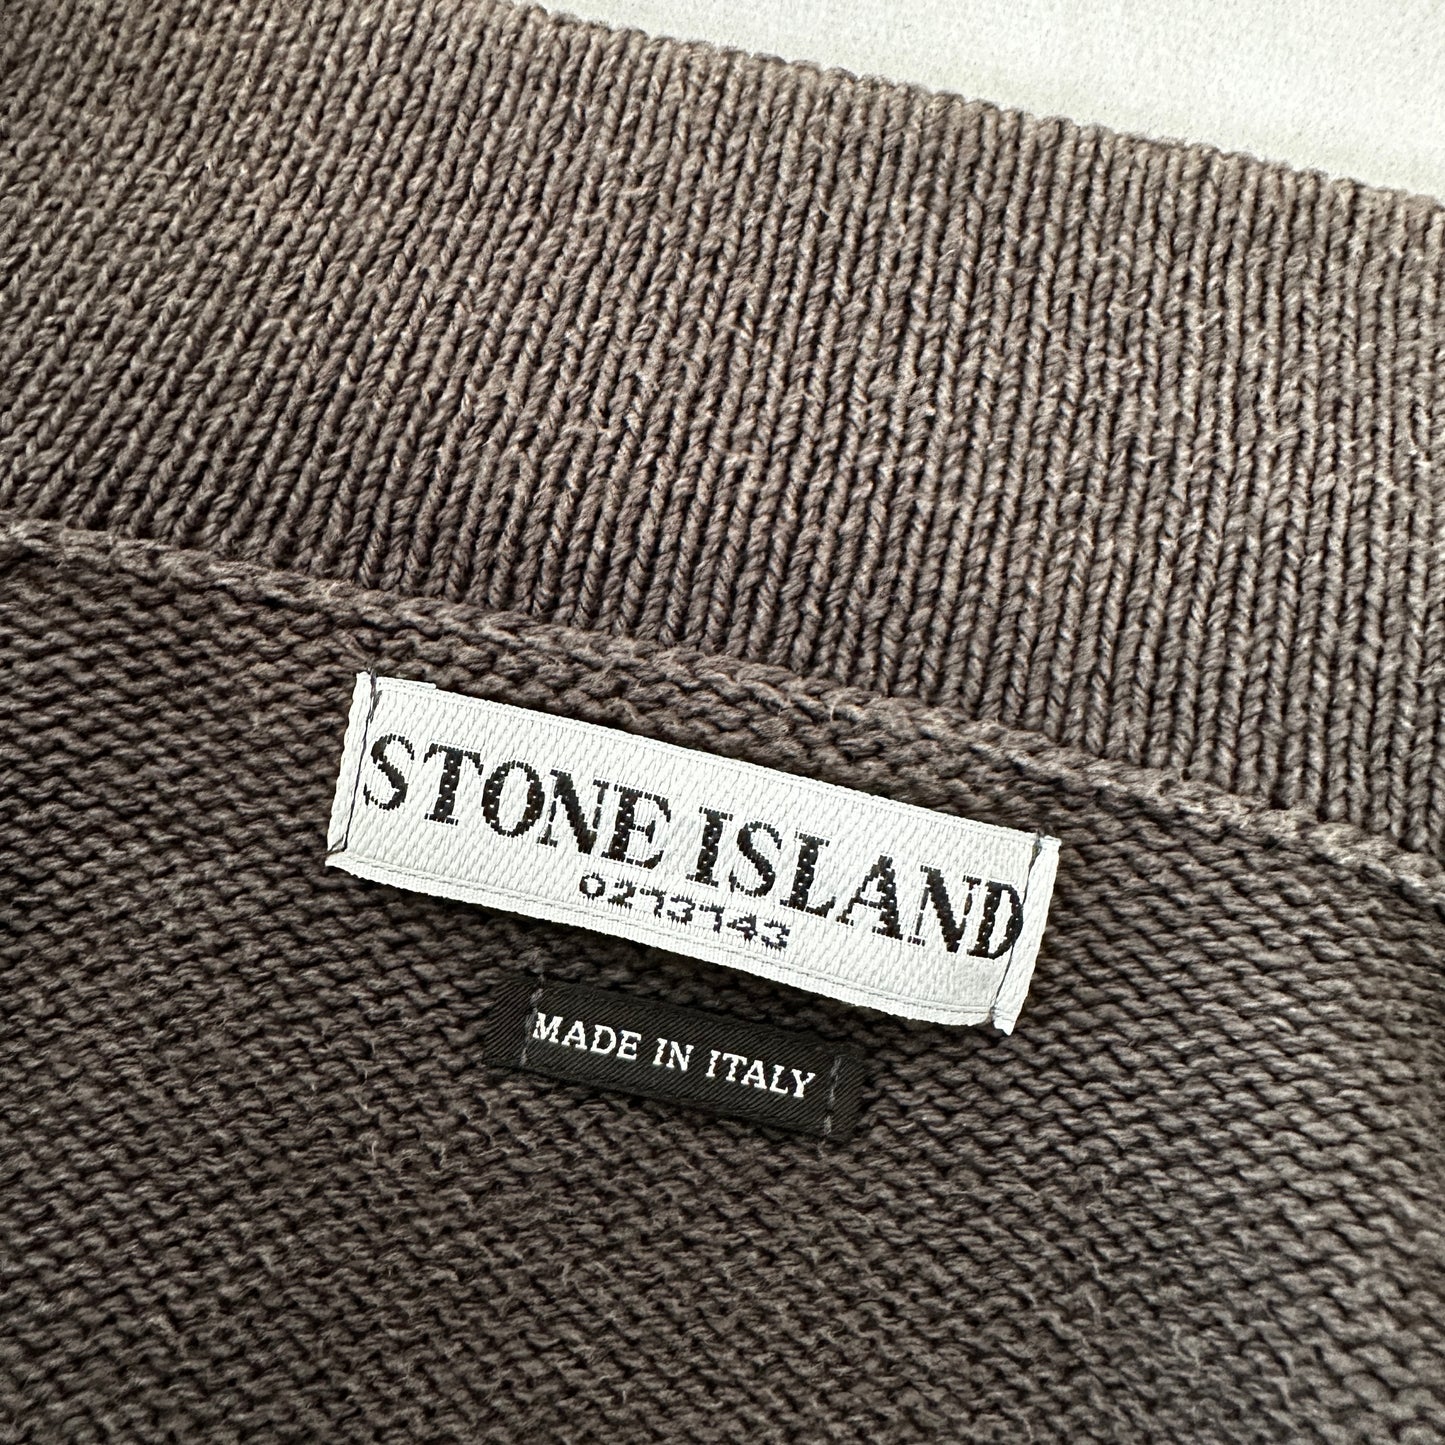 STONE ISLAND
0213143
MADE IN ITALY